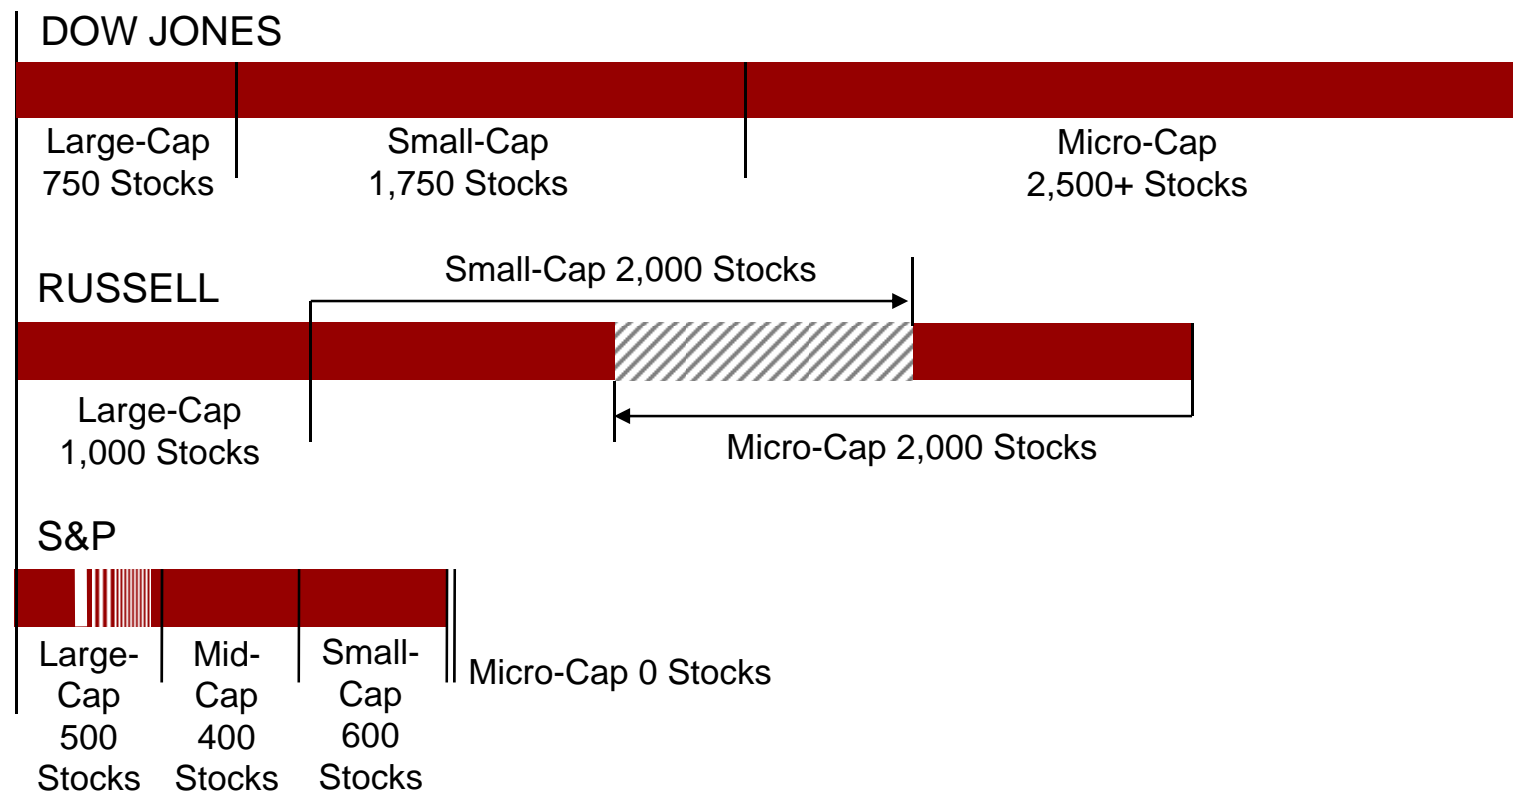 DOW JONES
Large-Cap
750 Stocks
Small-Cap
1,750 Stocks
Micro-Cap
2,500+ Stocks
RUSSELL
Small-Cap 2,000 Stocks
Large-Cap
1,000 Stocks
Micro-Cap 2,000 Stocks
S&P
Large-
Cap
500
Stocks
Mid-
Cap
400
Stocks
Small-
Cap
600
Stocks
Micro-Cap 0 Stocks